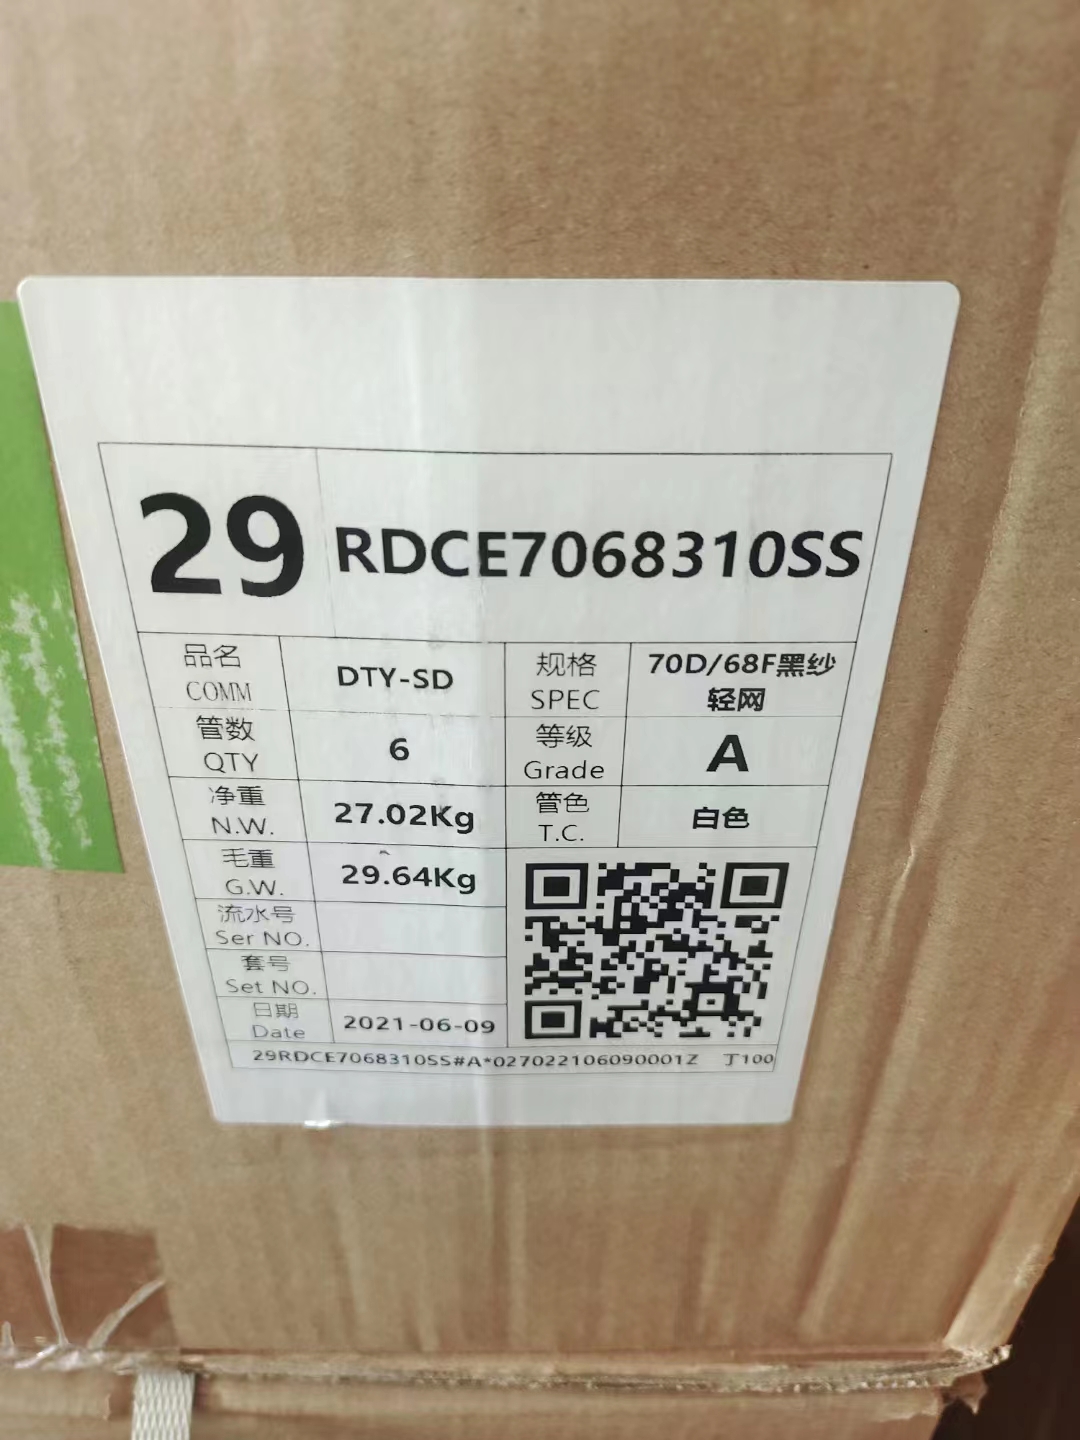 29 RDCE7068310SS
品名 DTY-SD 规格 70D/68F黑纱
COMM SPEC 轻网
管数 6 等级 A
QTY Grade
净重 27.02Kg 管色 白色
N.W. T.C.
毛重 29.64Kg
G.W.
流水号
Ser NO.
套号
Set NO.
日期 2021-06-09
Date
29RDCE7068310SS#A*0270221060900001Z 丁100